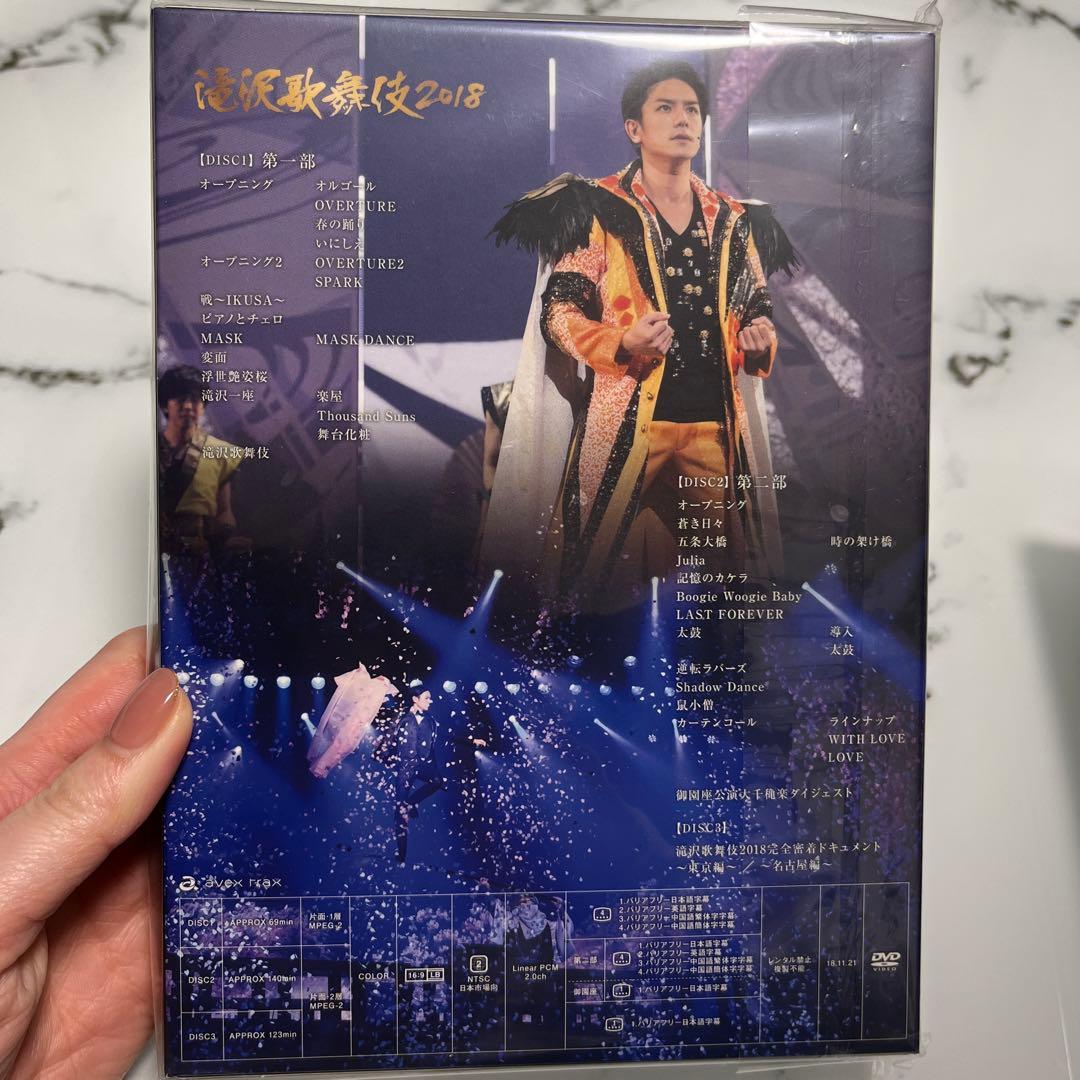 滝沢歌舞伎2018
【DISC1】第一部
オープニング オルゴール
OVERTURE
春の踊り
いにしえ
オープニング2 OVERTURE2
SPARK
戦～IKUSA～
ピアノとチェロ
MASK MASK DANCE
変面
浮世艶姿桜
滝沢一座 楽屋
Thousand Suns
舞台化粧
滝沢歌舞伎
【DISC2】第二部
オープニング
蒼き日々
五条大橋 時の架け橋
Julia
記憶のカケラ
Boogie Woogie Baby
LAST FOREVER
太鼓 導入
太鼓
逆転ラバーズ
Shadow Dance
鼠小僧
カーテンコール ラインナップ
WITH LOVE
LOVE
御園座公演大千穐楽ダイジェスト
【DISC3】
滝沢歌舞伎2018完全密着ドキュメント
～東京編～／～名古屋編～
avex trax
DISC1 APPROX 69min 片面・1層 MPEG-2
DISC2 APPROX 140min 片面・2層 MPEG-2
DISC3 APPROX 123min
COLOR
16:9 LB
2 NTSC 日本市場向
Linear PCM 2.0ch
4
1.バリアフリー日本語字幕
2.バリアフリー英語字幕
3.バリアフリー中国語繁体字字幕
4.バリアフリー中国語簡体字字幕
第二部 4
1.バリアフリー日本語字幕
2.バリアフリー英語字幕
3.バリアフリー中国語繁体字字幕
4.バリアフリー中国語簡体字字幕
御園座 1 1.バリアフリー日本語字幕
1 1.バリアフリー日本語字幕
レンタル禁止
複製不能
18.11.21
DVD
VIDEO